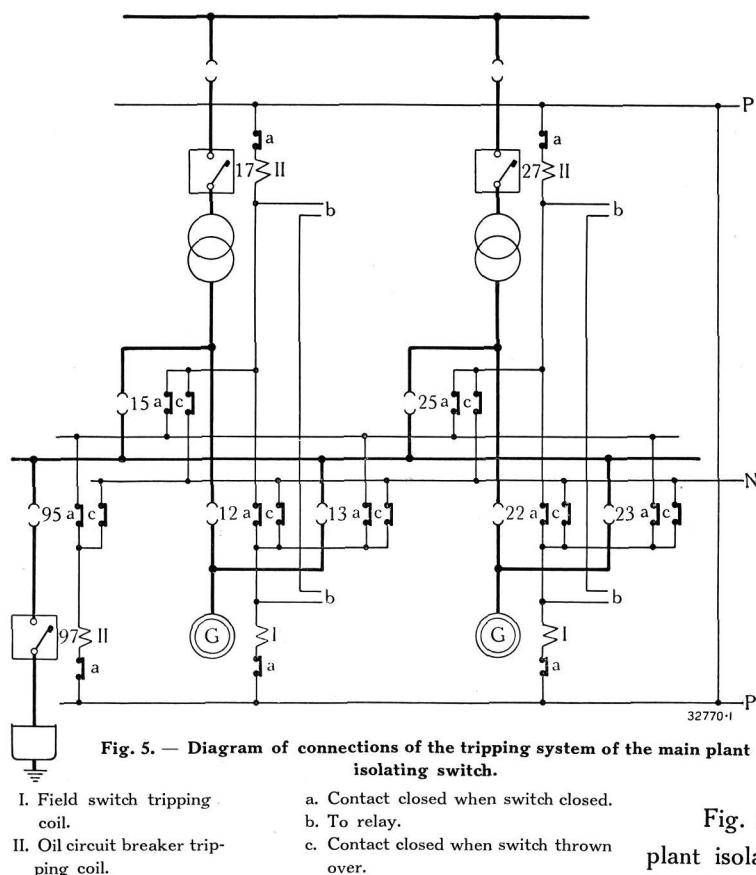 P
a
a
17
II
27
II
b
b
15
a
c
25
a
c
N
95
a
c
12
a
c
13
a
c
22
a
c
23
a
c
b
b
97
II
G
I
G
I
a
a
a
P
32770·I
Fig. 5. — Diagram of connections of the tripping system of the main plant
isolating switch.
I. Field switch tripping
coil.
II. Oil circuit breaker trip-
ping coil.
a. Contact closed when switch closed.
b. To relay.
c. Contact closed when switch thrown
over.
Fig.
plant isola